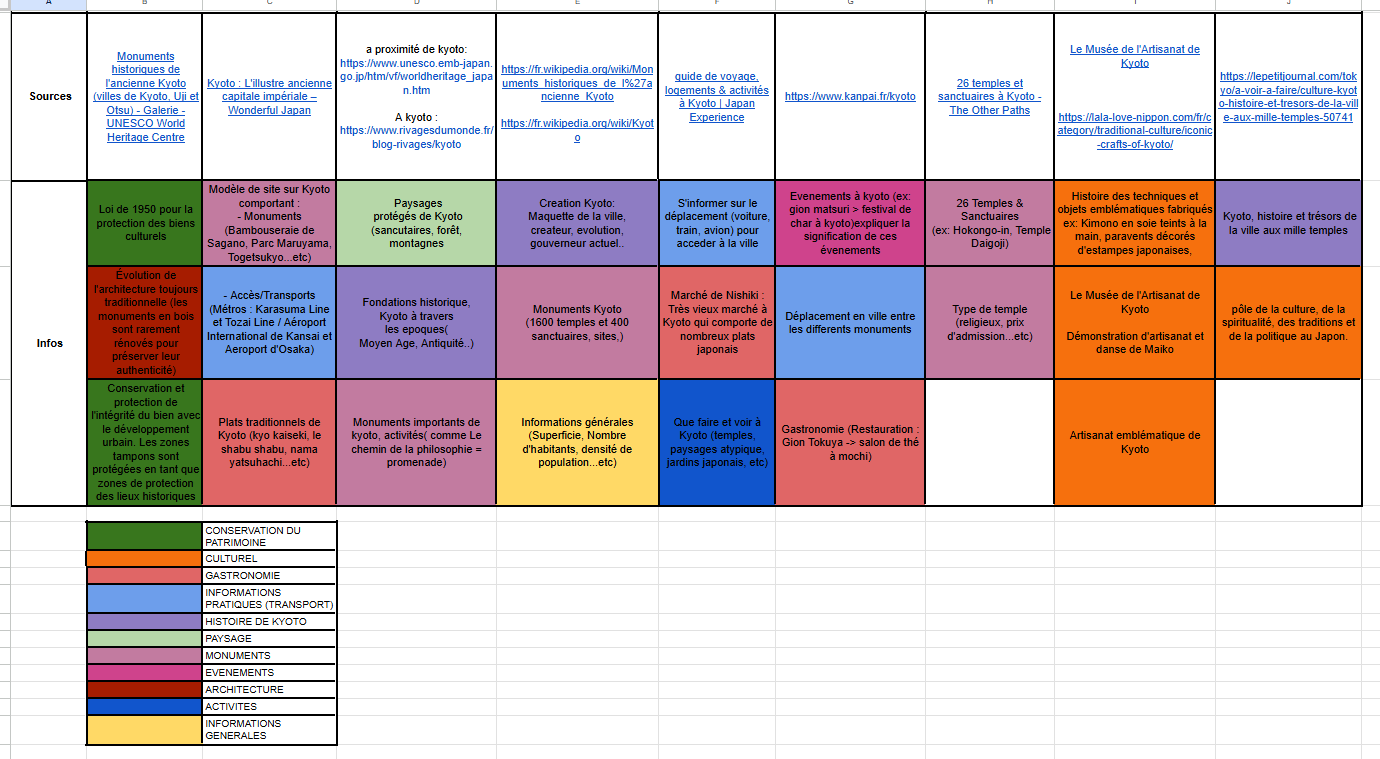 A B C D E F G H I J
Sources
Monuments
historiques de
l'ancienne Kyoto
(villes de Kyoto, Uji et
Otsu) - Galerie -
UNESCO World
Heritage Centre
Kyoto : L'illustre ancienne
capitale impériale –
Wonderful Japan
a proximité de kyoto:
https://www.unesco.emb-japan.
go.jp/htm/vf/worldheritage_japa
n.htm
A kyoto :
https://www.rivagesdumonde.fr/
blog-rivages/kyoto
https://fr.wikipedia.org/wiki/Mon
uments_historiques_de_l%27a
ncienne_Kyoto
https://fr.wikipedia.org/wiki/Kyot
o
guide de voyage,
logements & activités
à Kyoto | Japan
Experience
https://www.kanpai.fr/kyoto
26 temples et
sanctuaires à Kyoto -
The Other Paths
Le Musée de l'Artisanat de
Kyoto
https://lala-love-nippon.com/fr/c
ategory/traditional-culture/iconic
-crafts-of-kyoto/
https://lepetitjournal.com/tok
yo/a-voir-a-faire/culture-kyot
o-histoire-et-tresors-de-la-vill
e-aux-mille-temples-50741
Infos
Loi de 1950 pour la
protection des biens
culturels
Modèle de site sur Kyoto
comportant :
- Monuments
(Bambouseraie de
Sagano, Parc Maruyama,
Togetsukyo...etc)
Paysages
protégés de Kyoto
(sancutaires, forêt,
montagnes
Creation Kyoto:
Maquette de la ville,
createur, evolution,
gouverneur actuel..
S'informer sur le
déplacement (voiture,
train, avion) pour
acceder à la ville
Evenements à kyoto (ex:
gion matsuri > festival de
char à kyoto)expliquer la
signification de ces
évenements
26 Temples &
Sanctuaires
(ex: Hokongo-in, Temple
Daigoji)
Histoire des techniques et
objets emblématiques fabriqués
ex: Kimono en soie teints à la
main, paravents décorés
d'estampes japonaises,
Kyoto, histoire et trésors de
la ville aux mille temples
Évolution de
l'architecture toujours
traditionnelle (les
monuments en bois
sont rarement
rénovés pour
préserver leur
authenticité)
- Accès/Transports
(Métros : Karasuma Line
et Tozai Line / Aéroport
International de Kansai et
Aeroport d'Osaka)
Fondations historique,
Kyoto à travers
les epoques(
Moyen Age, Antiquité..)
Monuments Kyoto
(1600 temples et 400
sanctuaires, sites,)
Marché de Nishiki :
Très vieux marché à
Kyoto qui comporte de
nombreux plats
japonais
Déplacement en ville entre
les differents monuments
Type de temple
(religieux, prix
d'admission...etc)
Le Musée de l'Artisanat de
Kyoto
Démonstration d'artisanat et
danse de Maiko
pôle de la culture, de la
spiritualité, des traditions et
de la politique au Japon.
Conservation et
protection de
l'intégrité du bien avec
le développement
urbain. Les zones
tampons sont
protégées en tant que
zones de protection
des lieux historiques
Plats traditionnels de
Kyoto (kyo kaiseki, le
shabu shabu, nama
yatsuhachi...etc)
Monuments importants de
kyoto, activités( comme Le
chemin de la philosophie =
promenade)
Informations générales
(Superficie, Nombre
d'habitants, densité de
population...etc)
Que faire et voir à
Kyoto (temples,
paysages atypique,
jardins japonais, etc)
Gastronomie (Restauration :
Gion Tokuya -> salon de thé
à mochi)
Artisanat emblématique de
Kyoto
CONSERVATION DU
PATRIMOINE
CULTUREL
GASTRONOMIE
INFORMATIONS
PRATIQUES (TRANSPORT)
HISTOIRE DE KYOTO
PAYSAGE
MONUMENTS
EVENEMENTS
ARCHITECTURE
ACTIVITES
INFORMATIONS
GENERALES